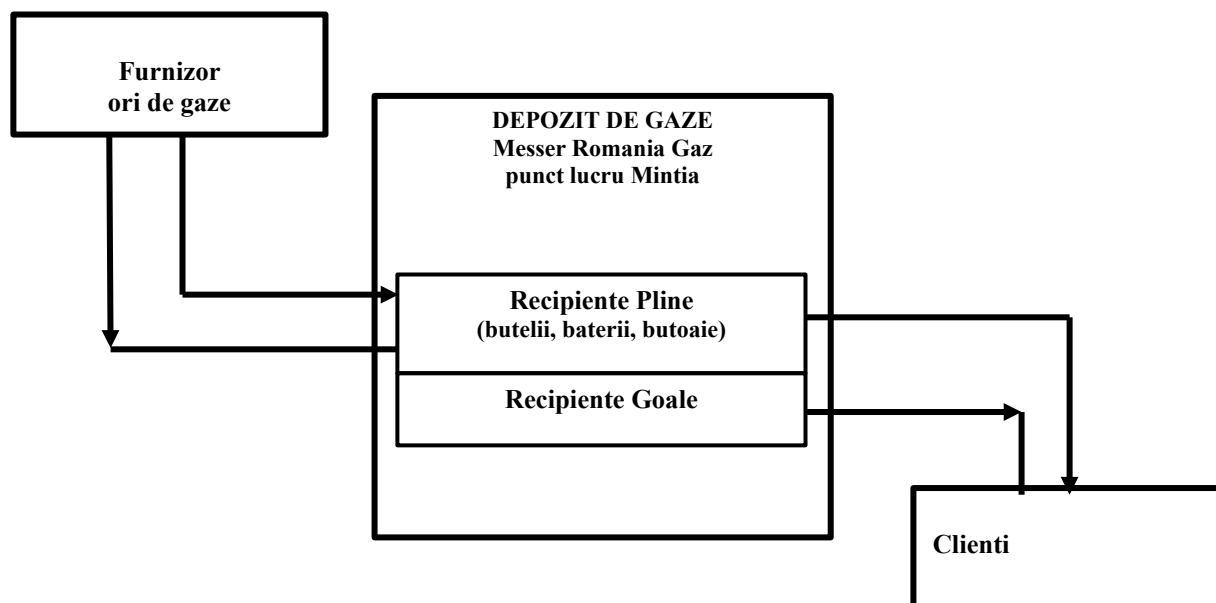 Furnizor
ori de gaze
DEPOZIT DE GAZE
Messer Romania Gaz
punct lucru Mintia
Recipiente Pline
(butelii, baterii, butoaie)
Recipiente Goale
Clienti